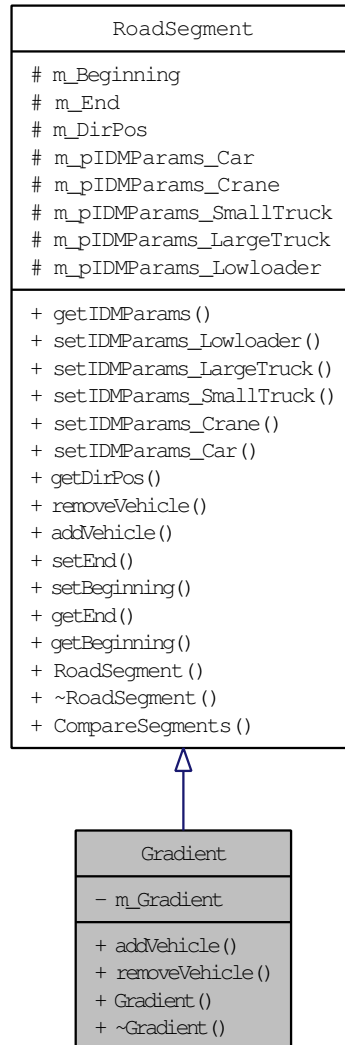 RoadSegment
# m_Beginning
# m_End
# m_DirPos
# m_pIDMParams_Car
# m_pIDMParams_Crane
# m_pIDMParams_SmallTruck
# m_pIDMParams_LargeTruck
# m_pIDMParams_Lowloader
+ getIDMParams()
+ setIDMParams_Lowloader()
+ setIDMParams_LargeTruck()
+ setIDMParams_SmallTruck()
+ setIDMParams_Crane()
+ setIDMParams_Car()
+ getDirPos()
+ removeVehicle()
+ addVehicle()
+ setEnd()
+ setBeginning()
+ getEnd()
+ getBeginning()
+ RoadSegment()
+ ~RoadSegment()
+ CompareSegments()
Gradient
- m_Gradient
+ addVehicle()
+ removeVehicle()
+ Gradient()
+ ~Gradient()